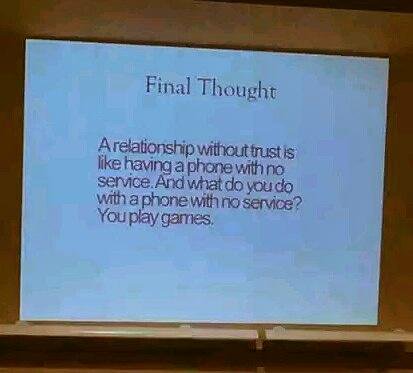 Final Thought
A relationship without trust is
like having a phone with no
service. And what do you do
with a phone with no service?
You play games.